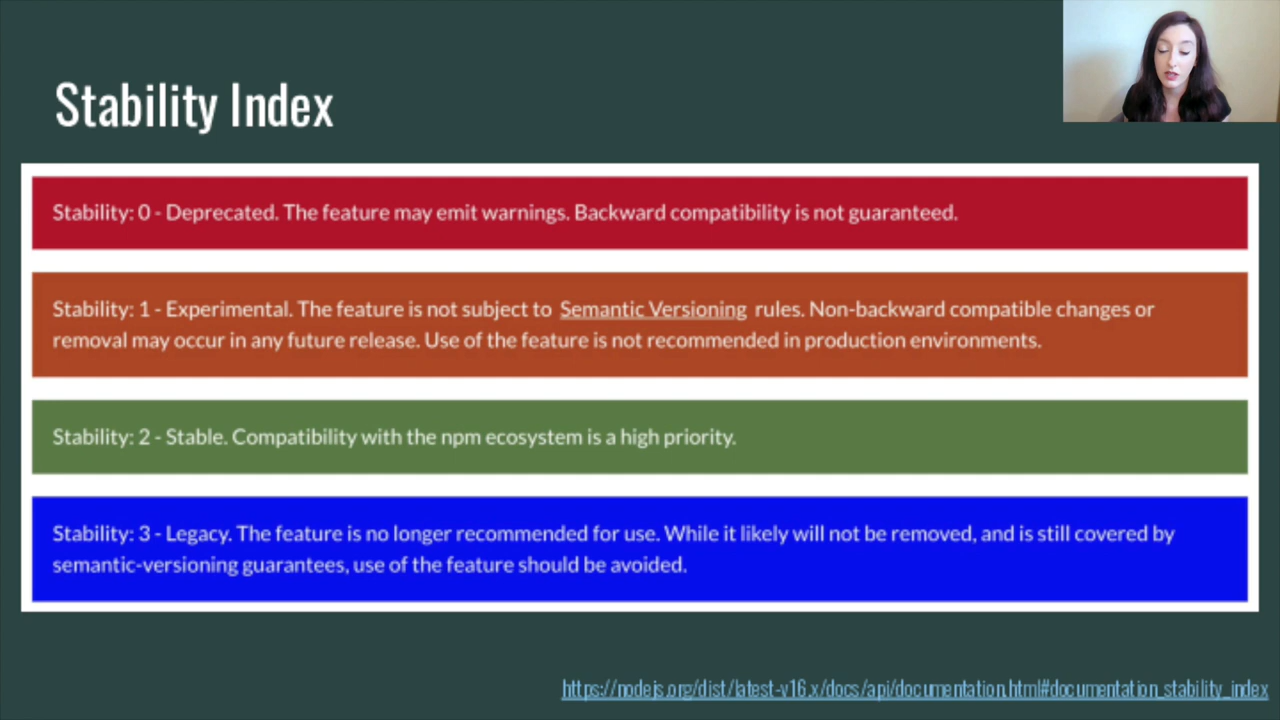 Stability Index
Stability: 0 - Deprecated. The feature may emit warnings. Backward compatibility is not guaranteed.
Stability: 1 - Experimental. The feature is not subject to Semantic Versioning rules. Non-backward compatible changes or
removal may occur in any future release. Use of the feature is not recommended in production environments.
Stability: 2 - Stable. Compatibility with the npm ecosystem is a high priority.
Stability: 3 - Legacy. The feature is no longer recommended for use. While it likely will not be removed, and is still covered by
semantic-versioning guarantees, use of the feature should be avoided.
https://nodejs.org/dist/latest-v16.x/docs/api/documentation.html#documentation_stability_index